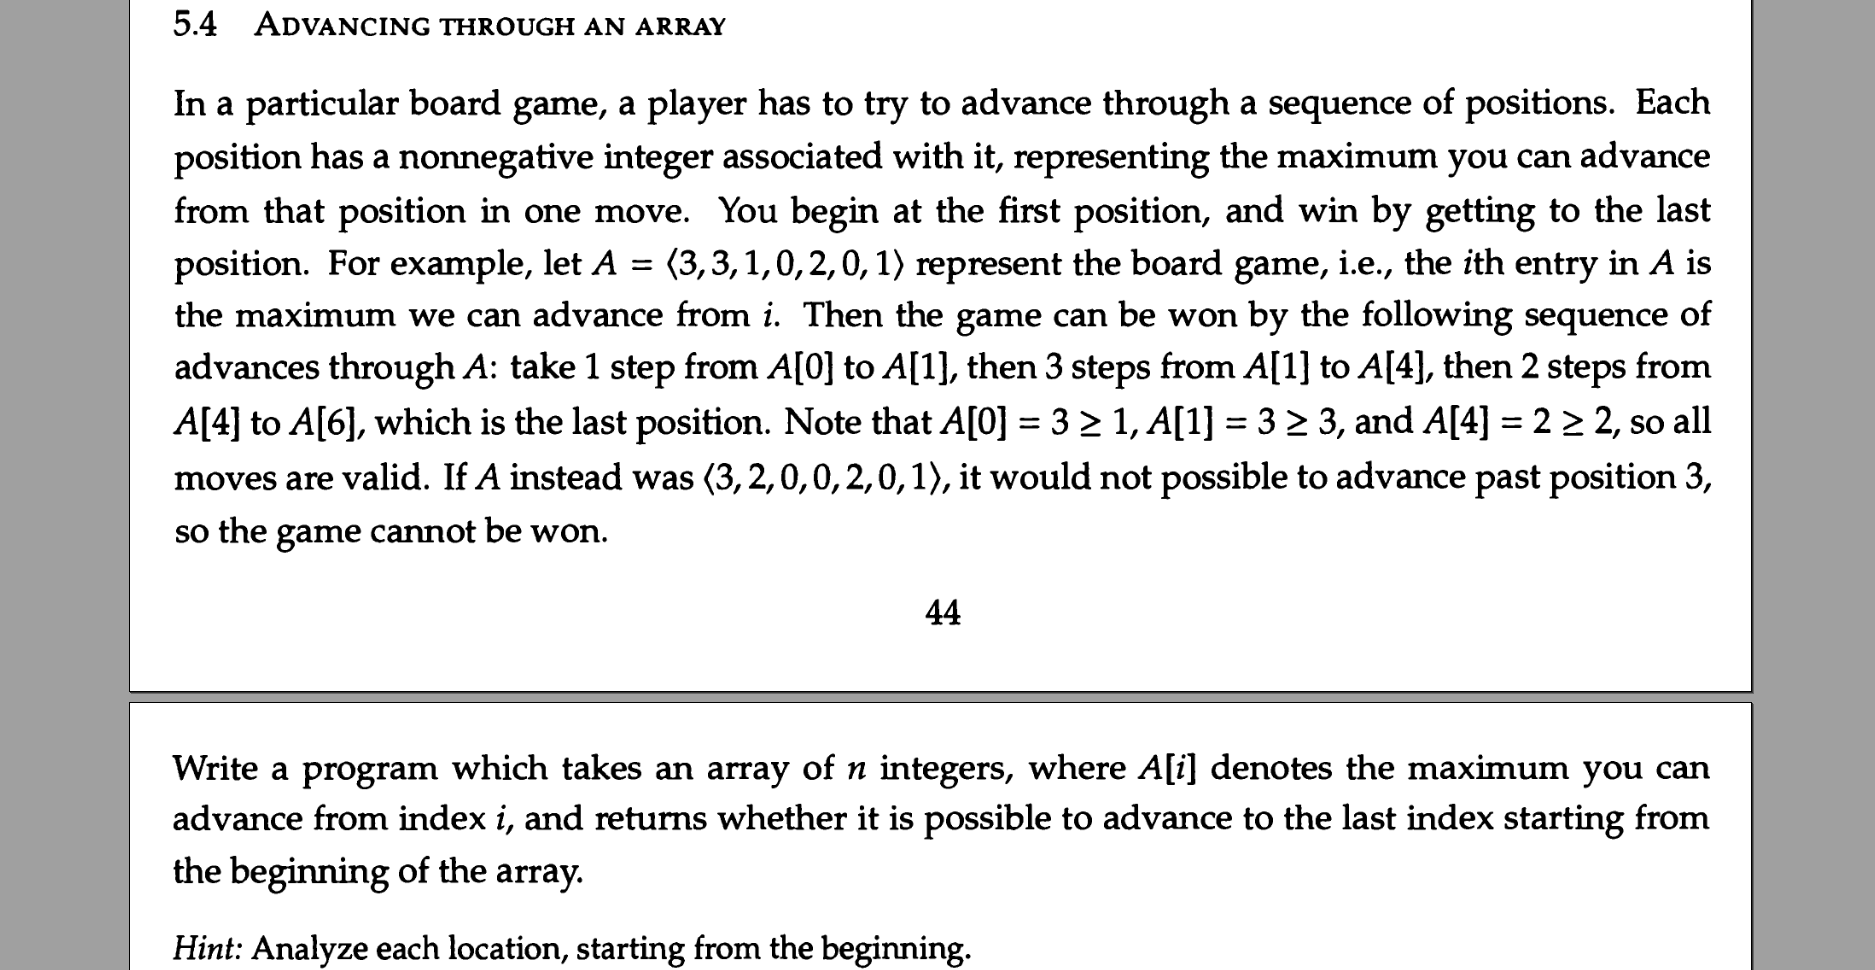 5.4 ADVANCING THROUGH AN ARRAY
In a particular board game, a player has to try to advance through a sequence of positions. Each
position has a nonnegative integer associated with it, representing the maximum you can advance
from that position in one move. You begin at the first position, and win by getting to the last
position. For example, let A = ⟨3, 3, 1, 0, 2, 0, 1⟩ represent the board game, i.e., the ith entry in A is
the maximum we can advance from i. Then the game can be won by the following sequence of
advances through A: take 1 step from A[0] to A[1], then 3 steps from A[1] to A[4], then 2 steps from
A[4] to A[6], which is the last position. Note that A[0] = 3 ≥ 1, A[1] = 3 ≥ 3, and A[4] = 2 ≥ 2, so all
moves are valid. If A instead was ⟨3, 2, 0, 0, 2, 0, 1⟩, it would not possible to advance past position 3,
so the game cannot be won.
44
Write a program which takes an array of n integers, where A[i] denotes the maximum you can
advance from index i, and returns whether it is possible to advance to the last index starting from
the beginning of the array.
Hint: Analyze each location, starting from the beginning.